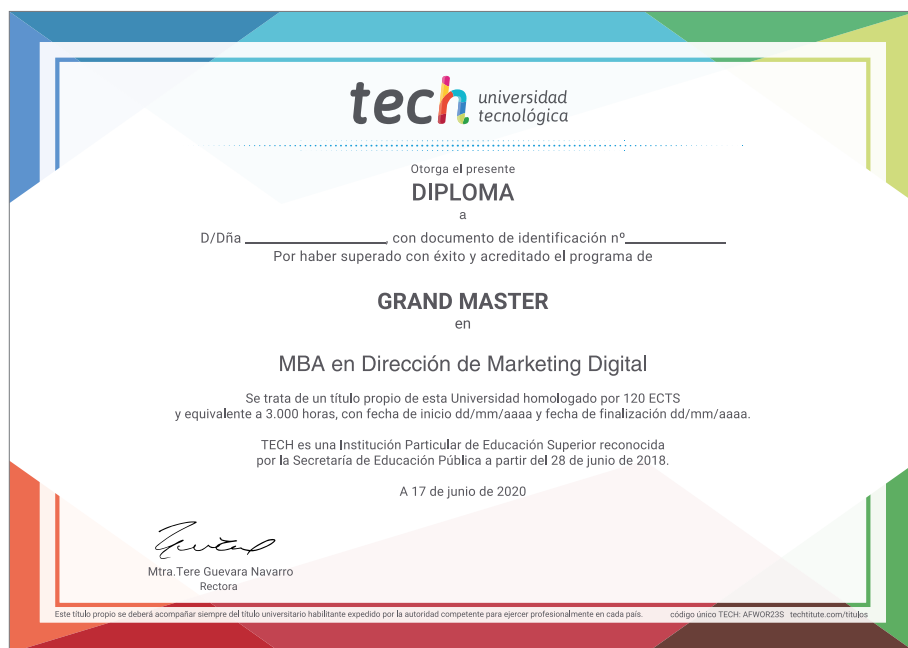 tech universidad
tecnológica
Otorga el presente
DIPLOMA
a
D/Dña ____________________, con documento de identificación nº______________
Por haber superado con éxito y acreditado el programa de
GRAND MASTER
en
MBA en Dirección de Marketing Digital
Se trata de un título propio de esta Universidad homologado por 120 ECTS
y equivalente a 3.000 horas, con fecha de inicio dd/mm/aaaa y fecha de finalización dd/mm/aaaa.
TECH es una Institución Particular de Educación Superior reconocida
por la Secretaría de Educación Pública a partir del 28 de junio de 2018.
A 17 de junio de 2020
Mtra.Tere Guevara Navarro
Rectora
Este título propio se deberá acompañar siempre del título universitario habilitante expedido por la autoridad competente para ejercer profesionalmente en cada país. código único TECH: AFWOR23S techtitute.com/titulos